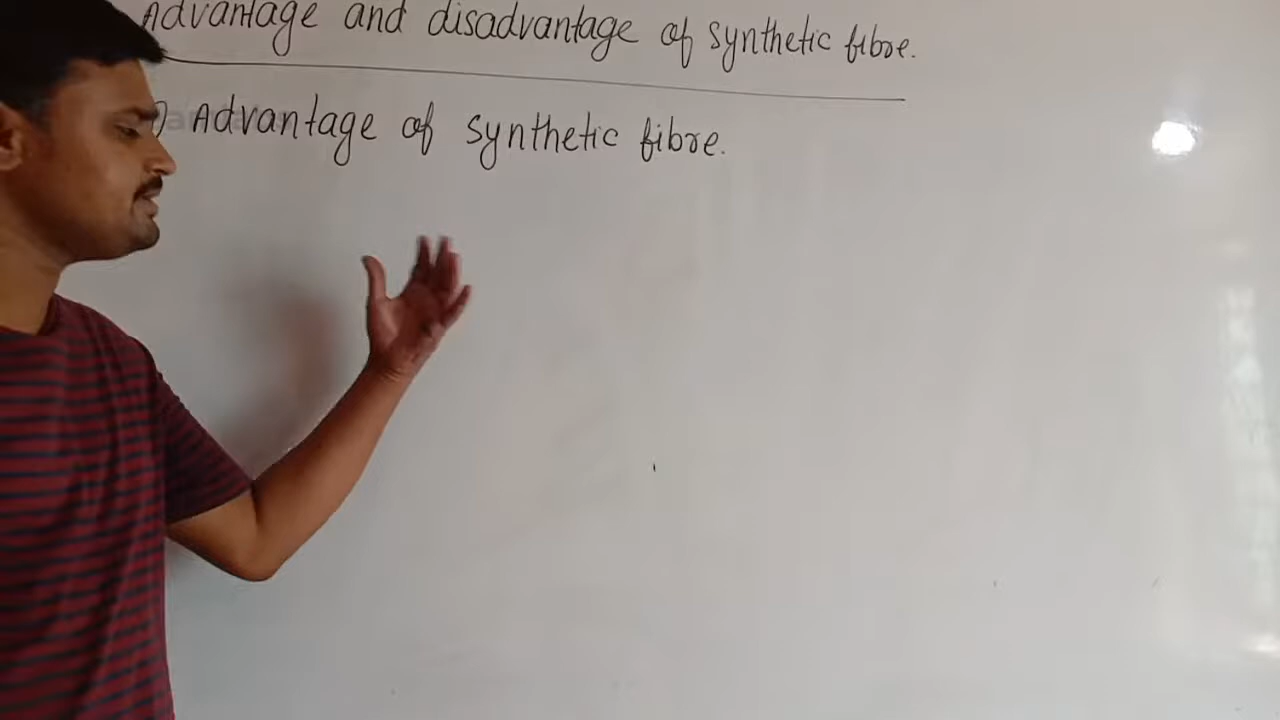 Advantage and disadvantage of synthetic fibre.
) Advantage of synthetic fibre.